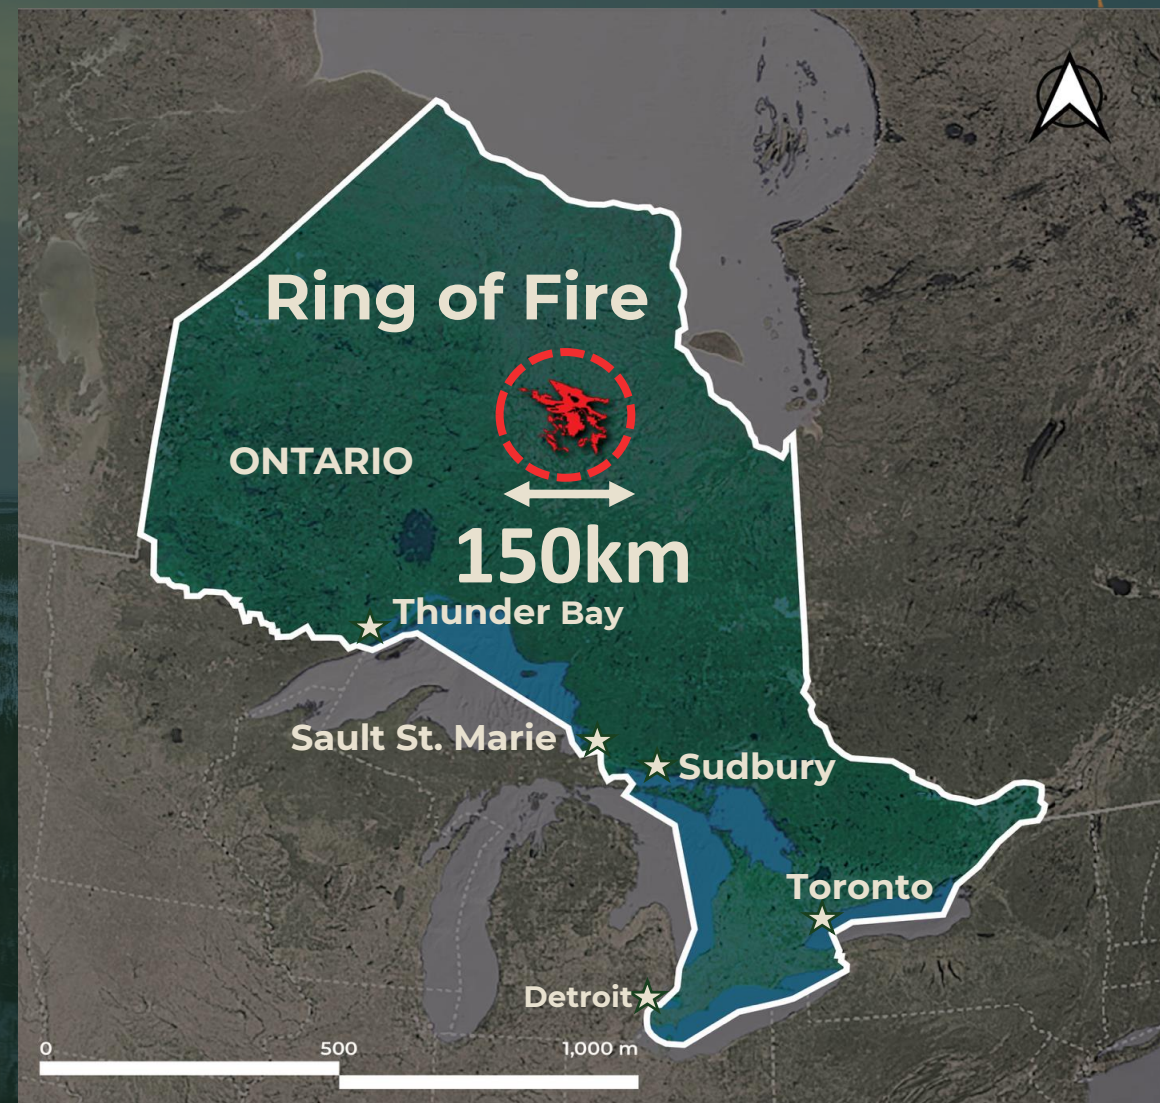 Ring of Fire
ONTARIO
150km
Thunder Bay
Sault St. Marie
Sudbury
Toronto
Detroit
0 500 1,000 m